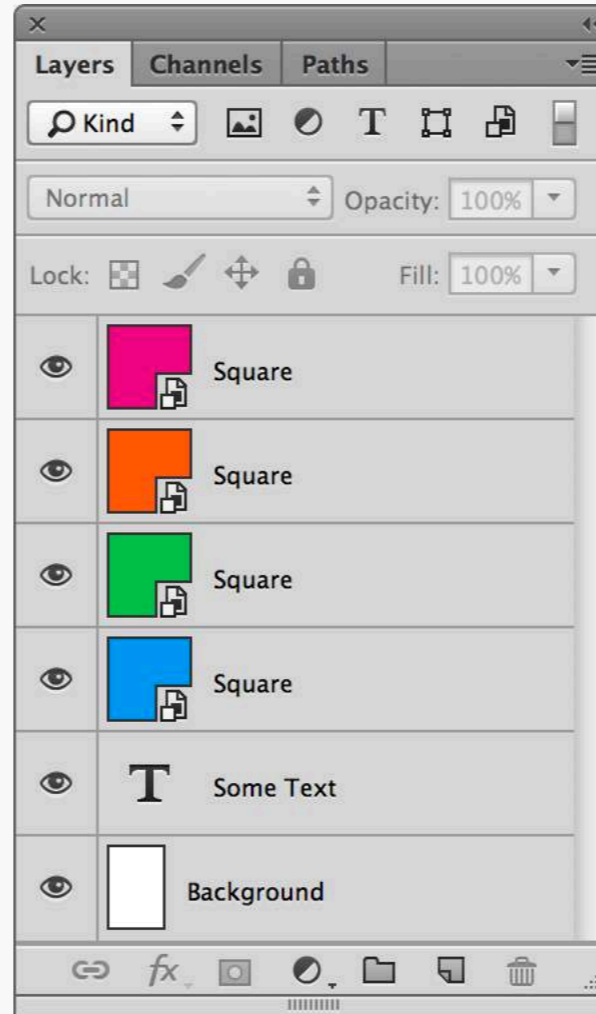 Layers Channels Paths
Kind T
Normal Opacity: 100%
Lock: Fill: 100%
Square
Square
Square
Square
T Some Text
Background
fx